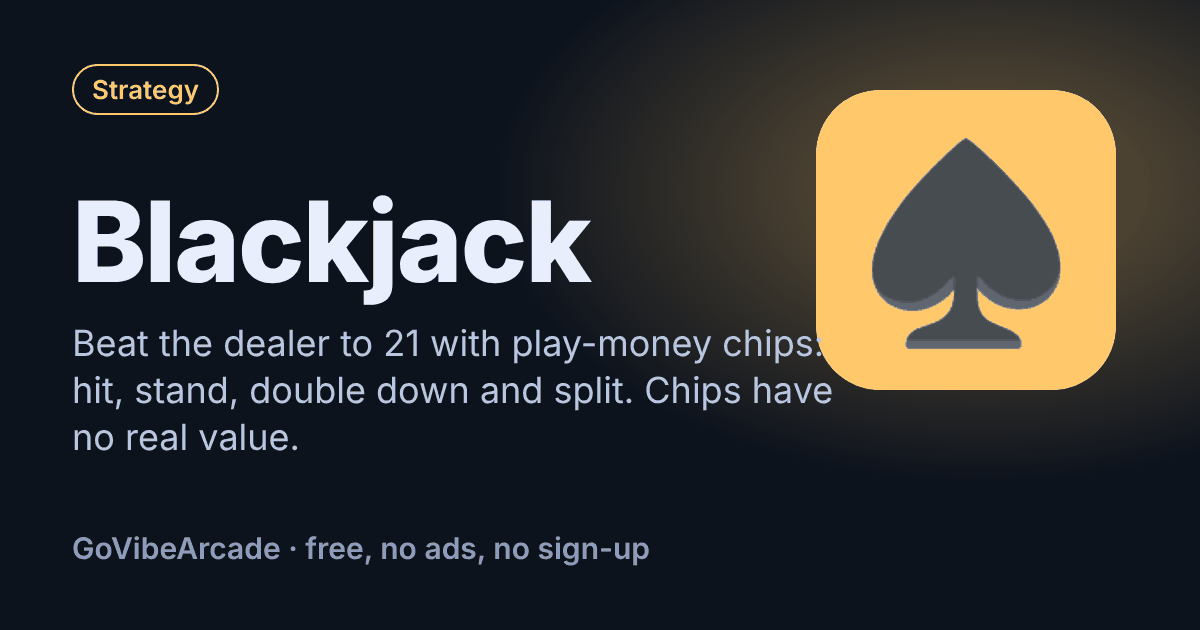 Strategy
Blackjack
Beat the dealer to 21 with play-money chips:
hit, stand, double down and split. Chips have
no real value.
GoVibeArcade · free, no ads, no sign-up